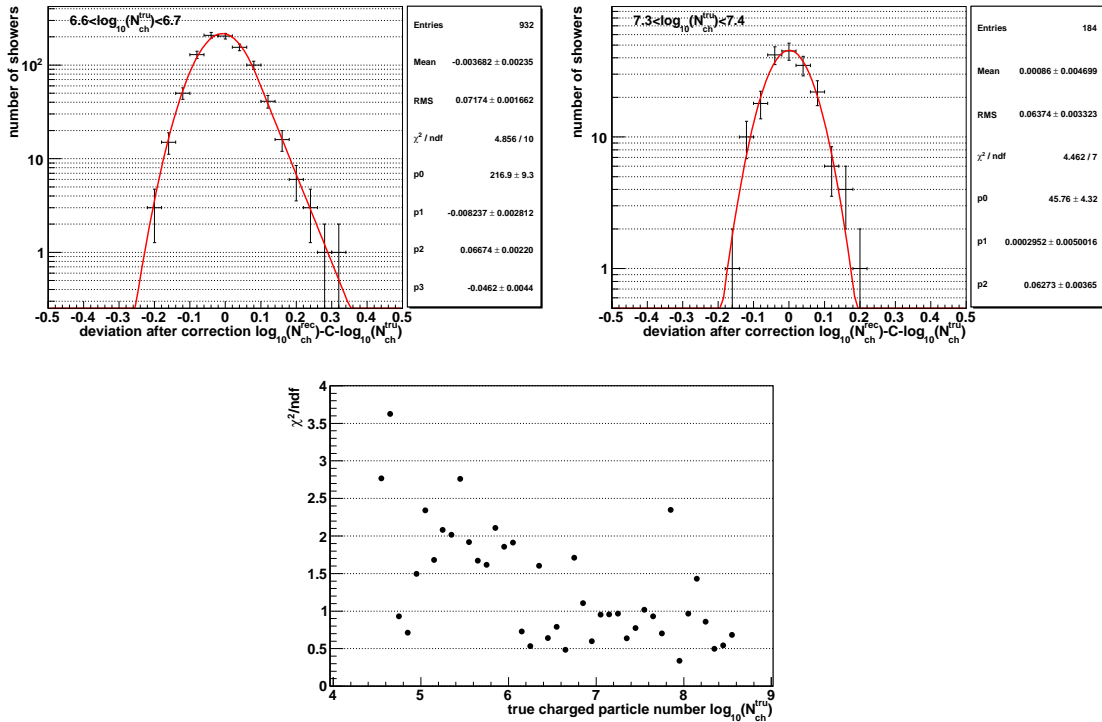 6.6<log₁₀(N_ch^tru)<6.7
number of showers
10²
10
1
-0.5 -0.4 -0.3 -0.2 -0.1 0 0.1 0.2 0.3 0.4 0.5
deviation after correction log₁₀(N_ch^rec)-C-log₁₀(N_ch^tru)
Entries 932
Mean -0.003682 ± 0.00235
RMS 0.07174 ± 0.001662
χ² / ndf 4.856 / 10
p0 216.9 ± 9.3
p1 -0.008237 ± 0.002812
p2 0.06674 ± 0.00220
p3 -0.0462 ± 0.0044
7.3<log₁₀(N_ch^tru)<7.4
number of showers
10
1
-0.5 -0.4 -0.3 -0.2 -0.1 0 0.1 0.2 0.3 0.4 0.5
deviation after correction log₁₀(N_ch^rec)-C-log₁₀(N_ch^tru)
Entries 184
Mean 0.00086 ± 0.004699
RMS 0.06374 ± 0.003323
χ² / ndf 4.462 / 7
p0 45.76 ± 4.32
p1 0.0002952 ± 0.0050016
p2 0.06273 ± 0.00365
χ²/ndf
4
3.5
3
2.5
2
1.5
1
0.5
0
4 5 6 7 8 9
true charged particle number log₁₀(N_ch^tru)